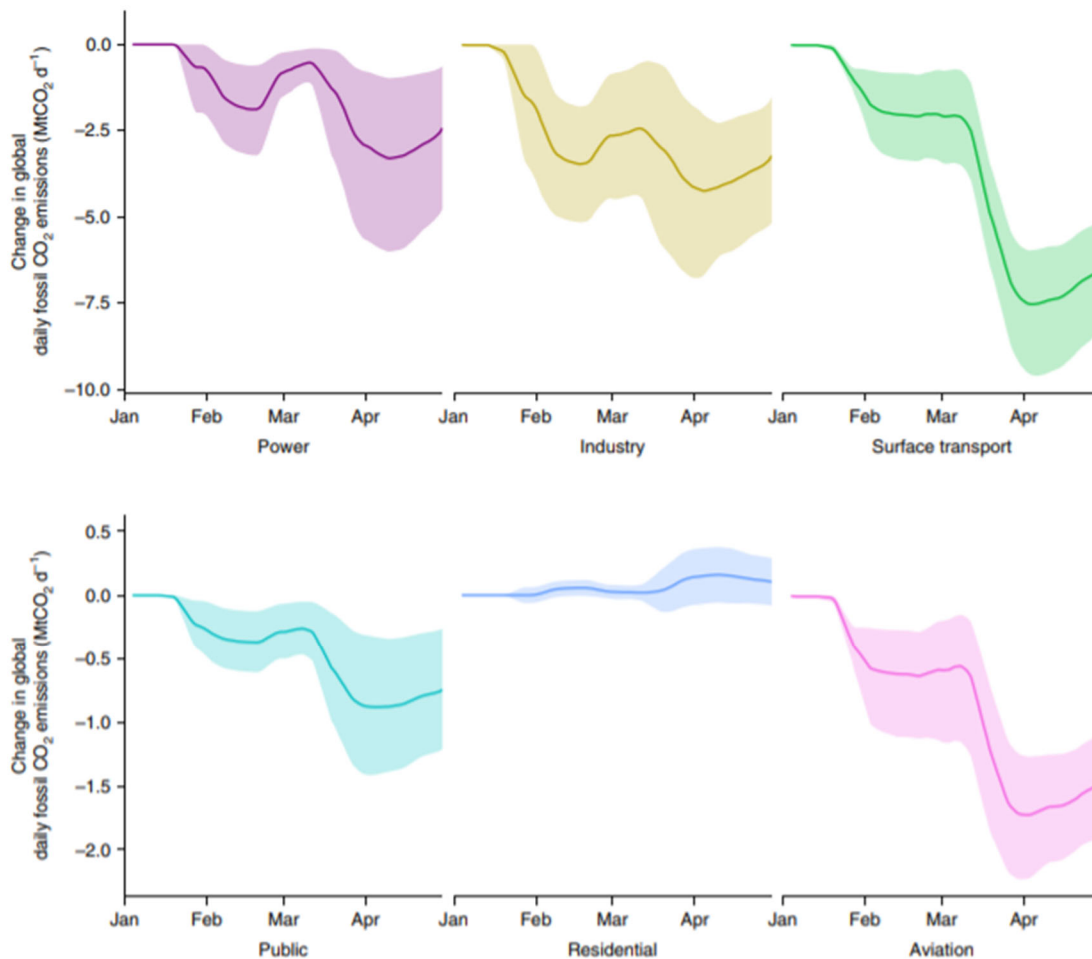 Change in global
daily fossil CO₂ emissions (MtCO₂ d⁻¹)
0.0
–2.5
–5.0
–7.5
–10.0
Jan Feb Mar Apr Jan Feb Mar Apr Jan Feb Mar Apr
Power Industry Surface transport
Change in global
daily fossil CO₂ emissions (MtCO₂ d⁻¹)
0.5
0.0
–0.5
–1.0
–1.5
–2.0
Jan Feb Mar Apr Jan Feb Mar Apr Jan Feb Mar Apr
Public Residential Aviation